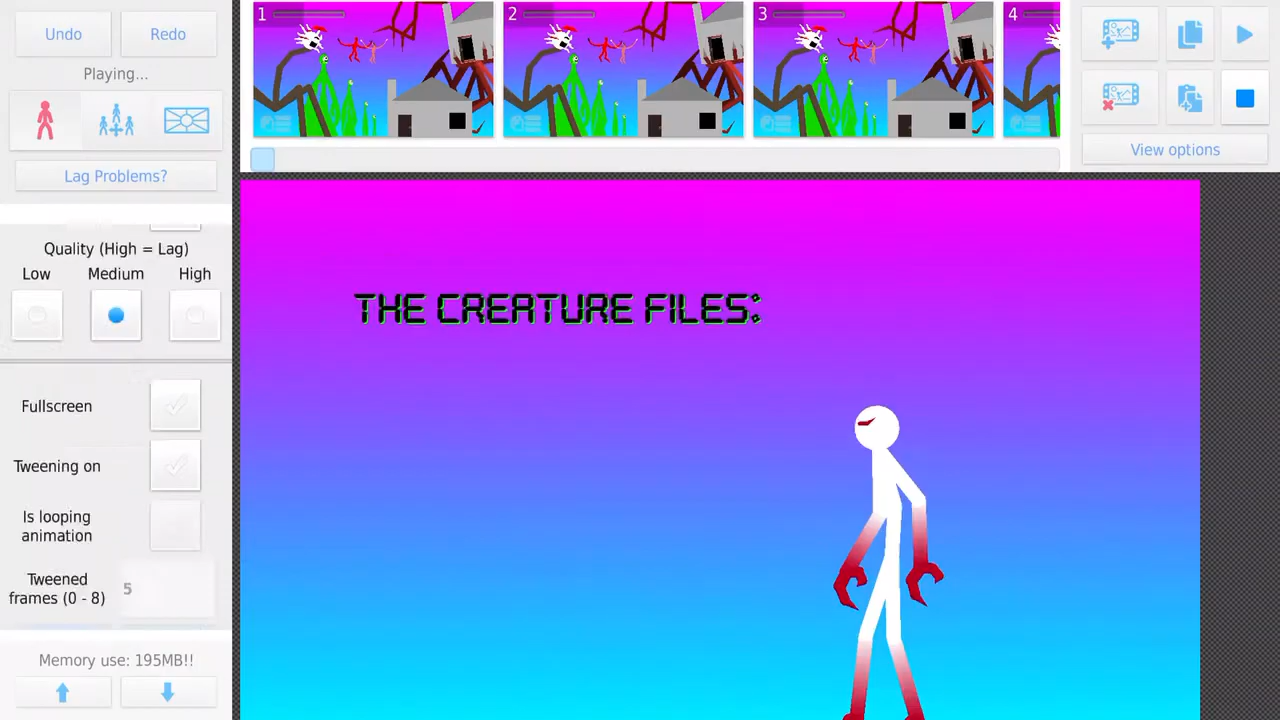 Undo
Redo
Playing...
Lag Problems?
Quality (High = Lag)
Low
Medium
High
Fullscreen
Tweening on
Is looping
animation
Tweened
frames (0 - 8)
5
Memory use: 195MB!!
1
2
3
4
View options
THE CREATURE FILES: